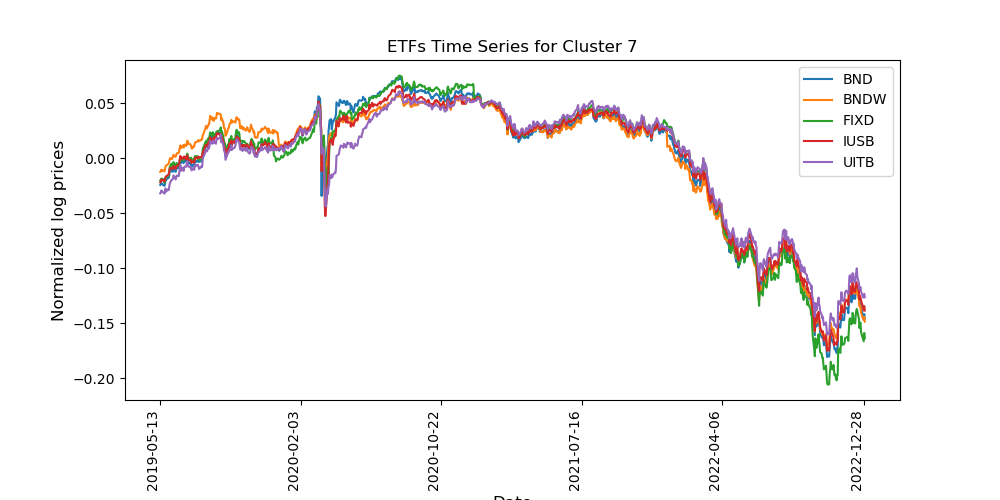 ETFs Time Series for Cluster 7
Normalized log prices
0.05
0.00
−0.05
−0.10
−0.15
−0.20
BND
BNDW
FIXD
IUSB
UITB
2019-05-13
2020-02-03
2020-10-22
2021-07-16
2022-04-06
2022-12-28
Date